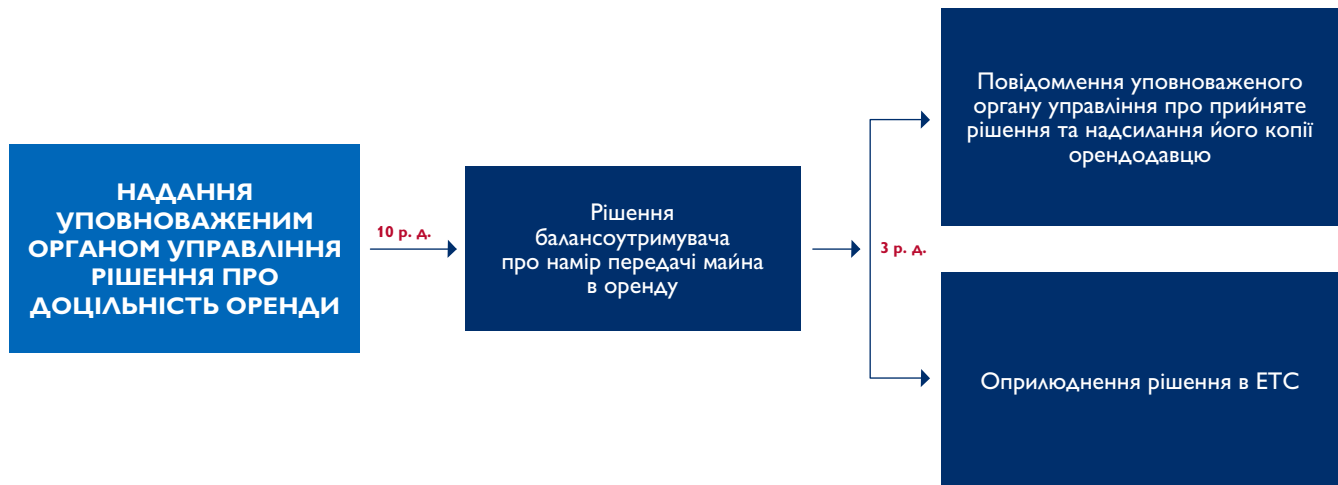 НАДАННЯ
УПОВНОВАЖЕНИМ
ОРГАНОМ УПРАВЛІННЯ
РІШЕННЯ ПРО
ДОЦІЛЬНІСТЬ ОРЕНДИ
10 р. д.
Рішення
балансоутримувача
про намір передачі майна
в оренду
3 р. д.
Повідомлення уповноваженого
органу управління про прийняте
рішення та надсилання його копії
орендодавцю
Оприлюднення рішення в ЕТС